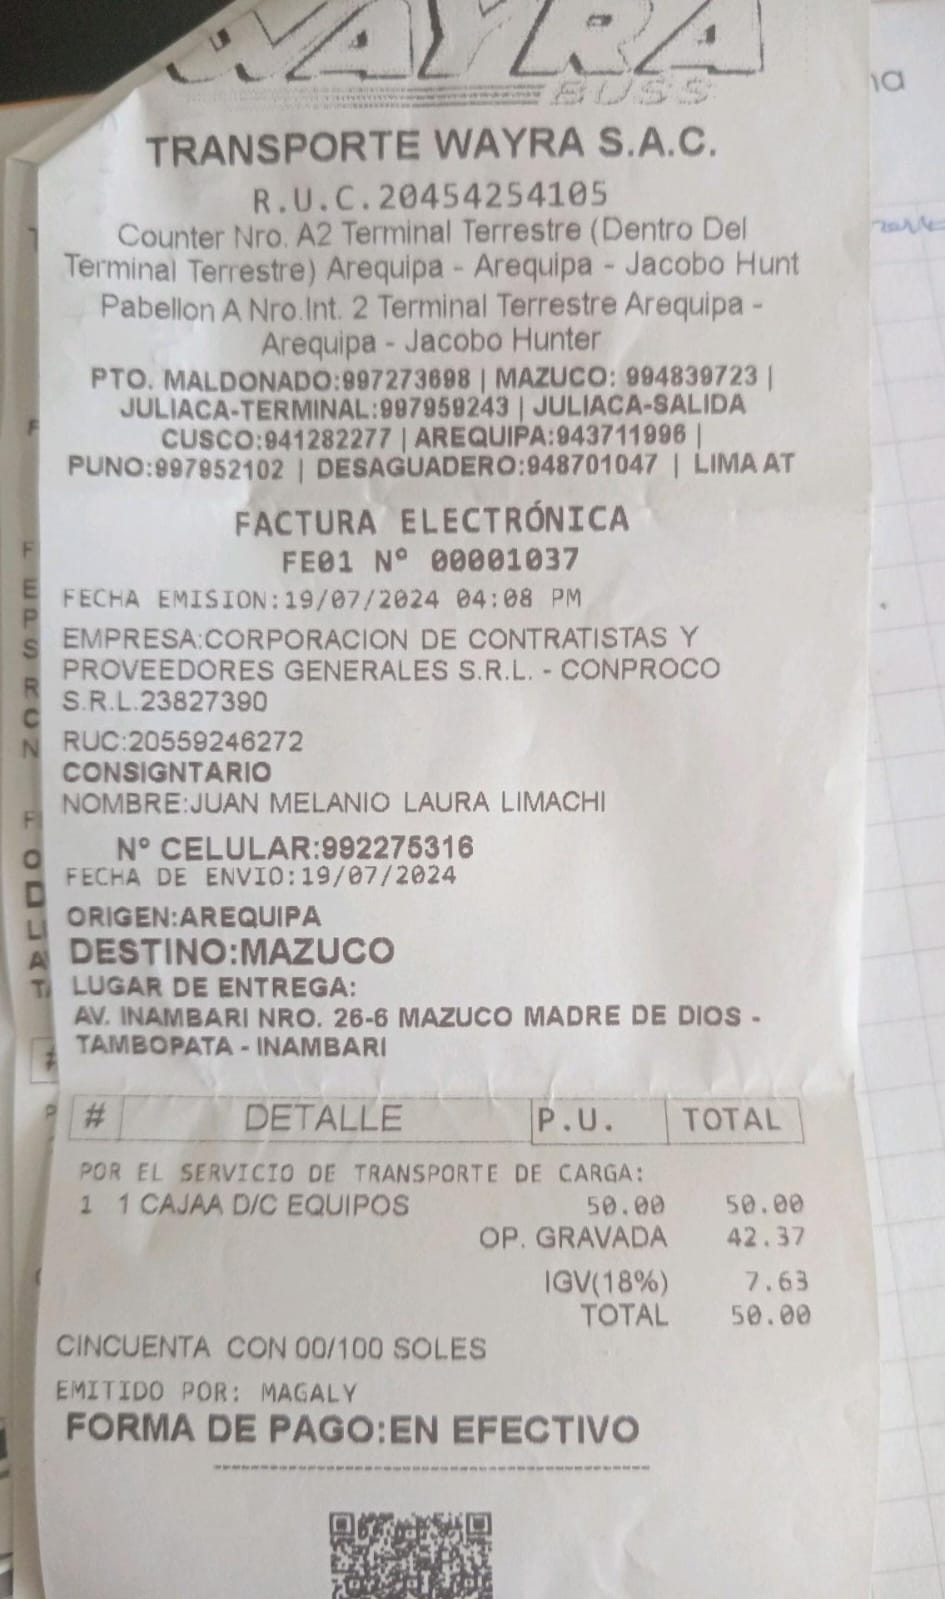 WAYRA
BUSS
TRANSPORTE WAYRA S.A.C.
R.U.C.20454254105
Counter Nro. A2 Terminal Terrestre (Dentro Del
Terminal Terrestre) Arequipa - Arequipa - Jacobo Hunt
Pabellon A Nro.Int. 2 Terminal Terrestre Arequipa -
Arequipa - Jacobo Hunter
PTO. MALDONADO:997273698 | MAZUCO: 994839723 |
JULIACA-TERMINAL:997959243 | JULIACA-SALIDA
CUSCO:941282277 | AREQUIPA:943711996 |
PUNO:997952102 | DESAGUADERO:948701047 | LIMA AT
FACTURA ELECTRÓNICA
FE01 Nº 00001037
FECHA EMISION:19/07/2024 04:08 PM
EMPRESA:CORPORACION DE CONTRATISTAS Y
PROVEEDORES GENERALES S.R.L. - CONPROCO
S.R.L.23827390
RUC:20559246272
CONSIGNTARIO
NOMBRE:JUAN MELANIO LAURA LIMACHI
Nº CELULAR:992275316
FECHA DE ENVIO:19/07/2024
ORIGEN:AREQUIPA
DESTINO:MAZUCO
LUGAR DE ENTREGA:
AV. INAMBARI NRO. 26-6 MAZUCO MADRE DE DIOS -
TAMBOPATA - INAMBARI
# DETALLE P.U. TOTAL
POR EL SERVICIO DE TRANSPORTE DE CARGA:
1 1 CAJAA D/C EQUIPOS 50.00 50.00
OP. GRAVADA 42.37
IGV(18%) 7.63
TOTAL 50.00
CINCUENTA CON 00/100 SOLES
EMITIDO POR: MAGALY
FORMA DE PAGO:EN EFECTIVO